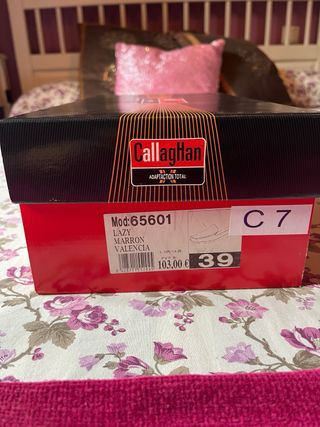 CallagHan
ADAPTACTION TOTAL
Mod:65601
LAZY
MARRON
VALENCIA
103,00 €
39
C 7